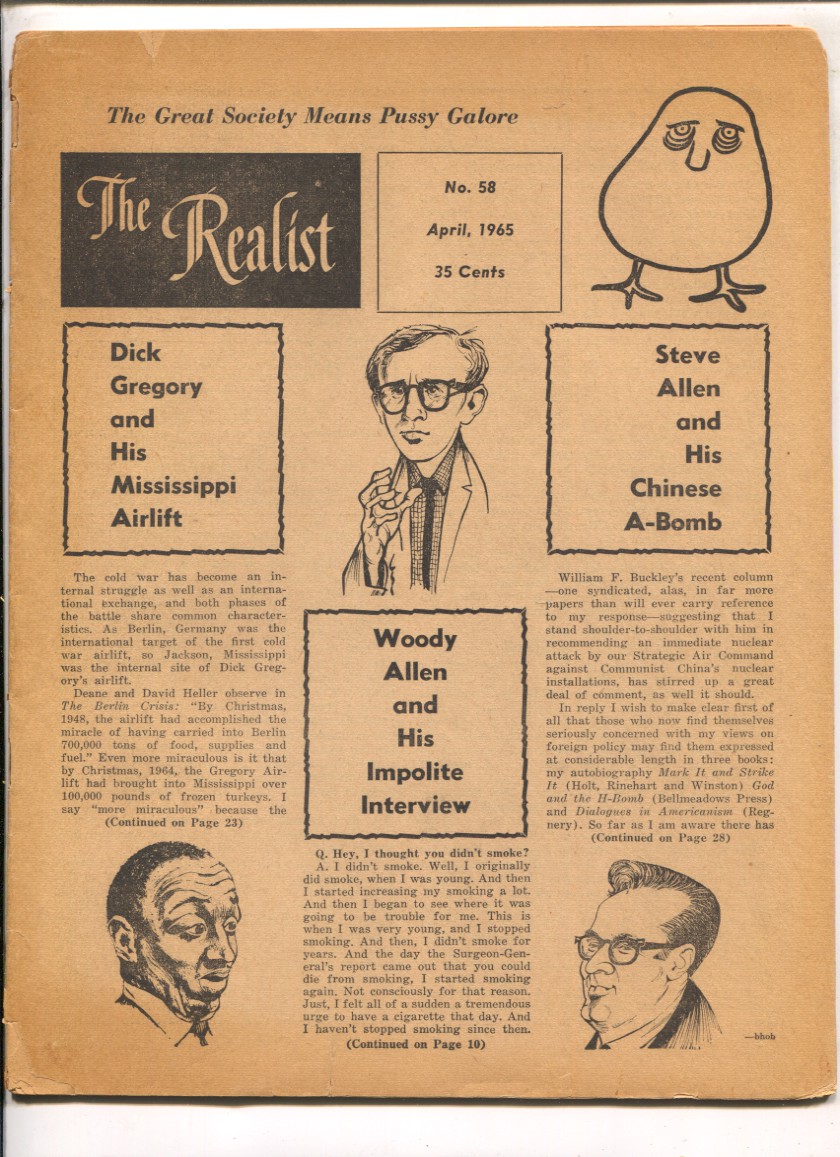 The Great Society Means Pussy Galore
The Realist
No. 58
April, 1965
35 Cents
Dick
Gregory
and
His
Mississippi
Airlift
The cold war has become an in-
ternal struggle as well as an interna-
tional exchange, and both phases of
the battle share common character-
istics. As Berlin, Germany was the
international target of the first cold
war airlift, so Jackson, Mississippi
was the internal site of Dick Greg-
ory's airlift.
Deane and David Heller observe in
The Berlin Crisis: "By Christmas,
1948, the airlift had accomplished the
miracle of having carried into Berlin
700,000 tons of food, supplies and
fuel." Even more miraculous is it that
by Christmas, 1964, the Gregory Air-
lift had brought into Mississippi over
100,000 pounds of frozen turkeys. I
say "more miraculous" because the
(Continued on Page 23)
Woody
Allen
and
His
Impolite
Interview
Q. Hey, I thought you didn't smoke?
A. I didn't smoke. Well, I originally
did smoke, when I was young. And then
I started increasing my smoking a lot.
And then I began to see where it was
going to be trouble for me. This is
when I was very young, and I stopped
smoking. And then, I didn't smoke for
years. And the day the Surgeon-Gen-
eral's report came out that you could
die from smoking, I started smoking
again. Not consciously for that reason.
Just, I felt all of a sudden a tremendous
urge to have a cigarette that day. And
I haven't stopped smoking since then.
(Continued on Page 10)
Steve
Allen
and
His
Chinese
A-Bomb
William F. Buckley's recent column
—one syndicated, alas, in far more
papers than will ever carry reference
to my response—suggesting that I
stand shoulder-to-shoulder with him in
recommending an immediate nuclear
attack by our Strategic Air Command
against Communist China's nuclear
installations, has stirred up a great
deal of comment, as well it should.
In reply I wish to make clear first of
all that those who now find themselves
seriously concerned with my views on
foreign policy may find them expressed
at considerable length in three books:
my autobiography Mark It and Strike
It (Holt, Rinehart and Winston) God
and the H-Bomb (Bellmeadows Press)
and Dialogues in Americanism (Reg-
nery). So far as I am aware there has
(Continued on Page 28)
—bhob